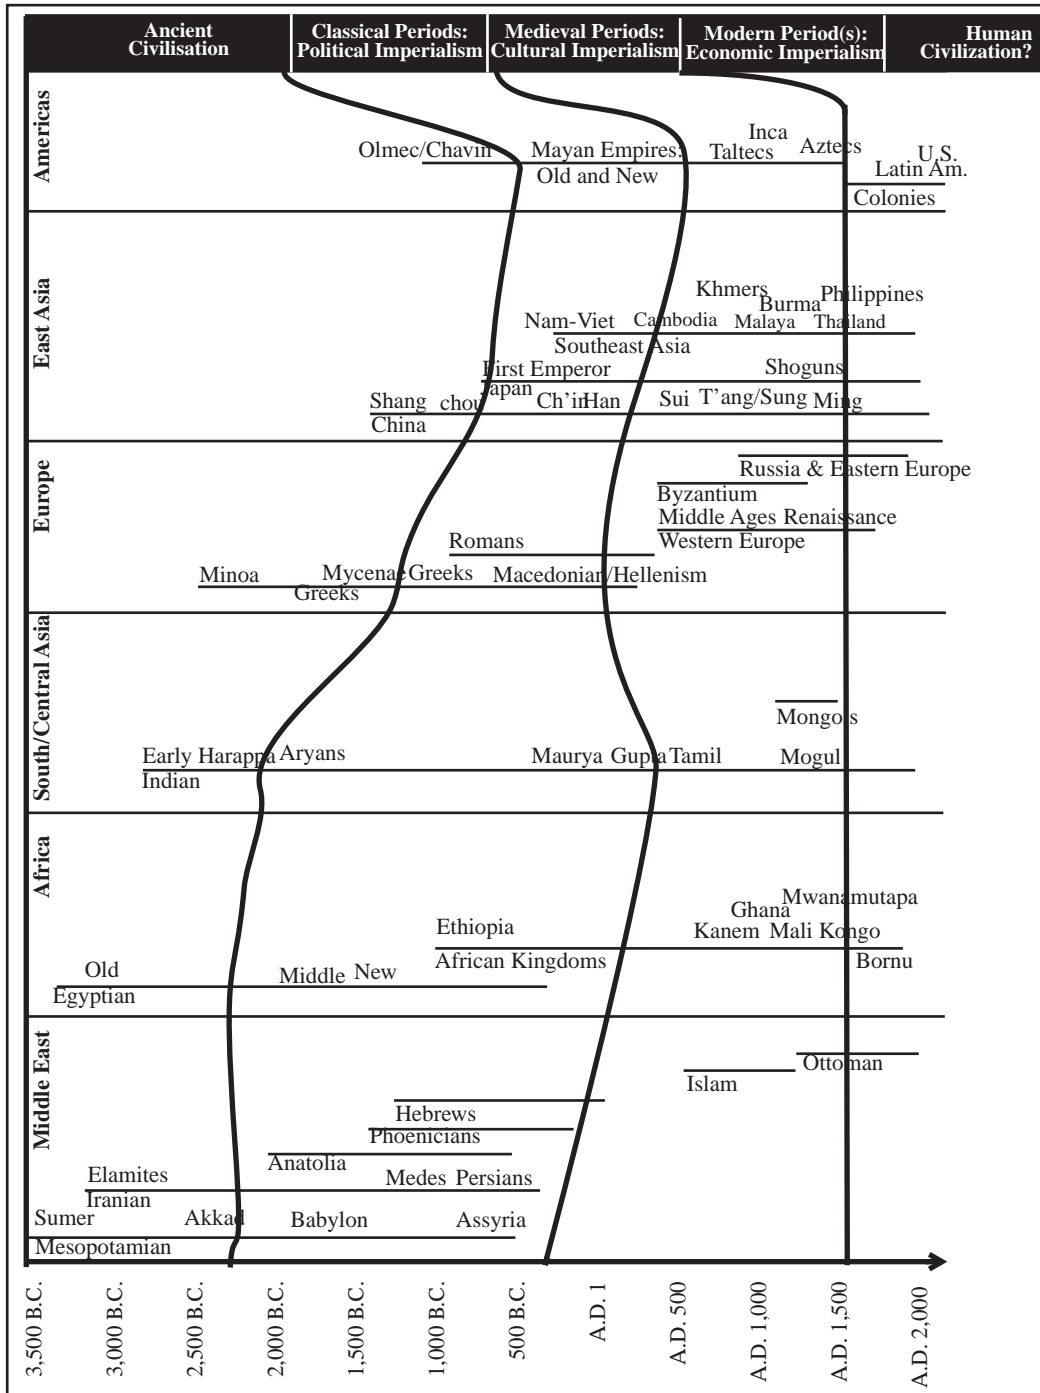 Ancient
Civilisation
Classical Periods:
Political Imperialism
Medieval Periods:
Cultural Imperialism
Modern Period(s):
Economic Imperialism
Human
Civilization?
Americas
Olmec/Chavin
Mayan Empires:
Old and New
Inca
Taltecs
Aztecs
U.S.
Latin Am.
Colonies
East Asia
Khmers
Burma
Philippines
Nam-Viet
Cambodia
Malaya
Thailand
Southeast Asia
First Emperor
Shoguns
Japan
Shang
chou
Ch’in
Han
Sui
T’ang/Sung
Ming
China
Europe
Russia & Eastern Europe
Byzantium
Middle Ages Renaissance
Western Europe
Romans
Minoa
Mycenae
Greeks
Macedonian/Hellenism
Greeks
South/Central Asia
Mongols
Early Harappa
Aryans
Maurya
Gupta
Tamil
Mogul
Indian
Africa
Mwanamutapa
Ghana
Kanem
Mali
Kongo
Ethiopia
African Kingdoms
Bornu
Old
Middle
New
Egyptian
Middle East
Ottoman
Islam
Hebrews
Phoenicians
Anatolia
Elamites
Medes
Persians
Iranian
Sumer
Akkad
Babylon
Assyria
Mesopotamian
3,500 B.C.
3,000 B.C.
2,500 B.C.
2,000 B.C.
1,500 B.C.
1,000 B.C.
500 B.C.
A.D. 1
A.D. 500
A.D. 1,000
A.D. 1,500
A.D. 2,000